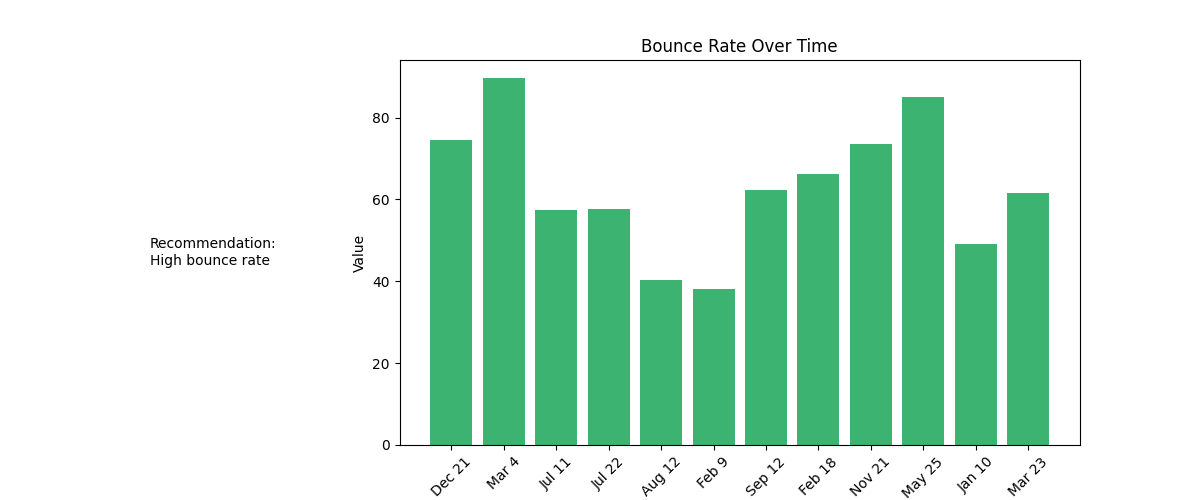 Bounce Rate Over Time
Recommendation:
High bounce rate
Value
80
60
40
20
0
Dec 21
Mar 4
Jul 11
Jul 22
Aug 12
Feb 9
Sep 12
Feb 18
Nov 21
May 25
Jan 10
Mar 23